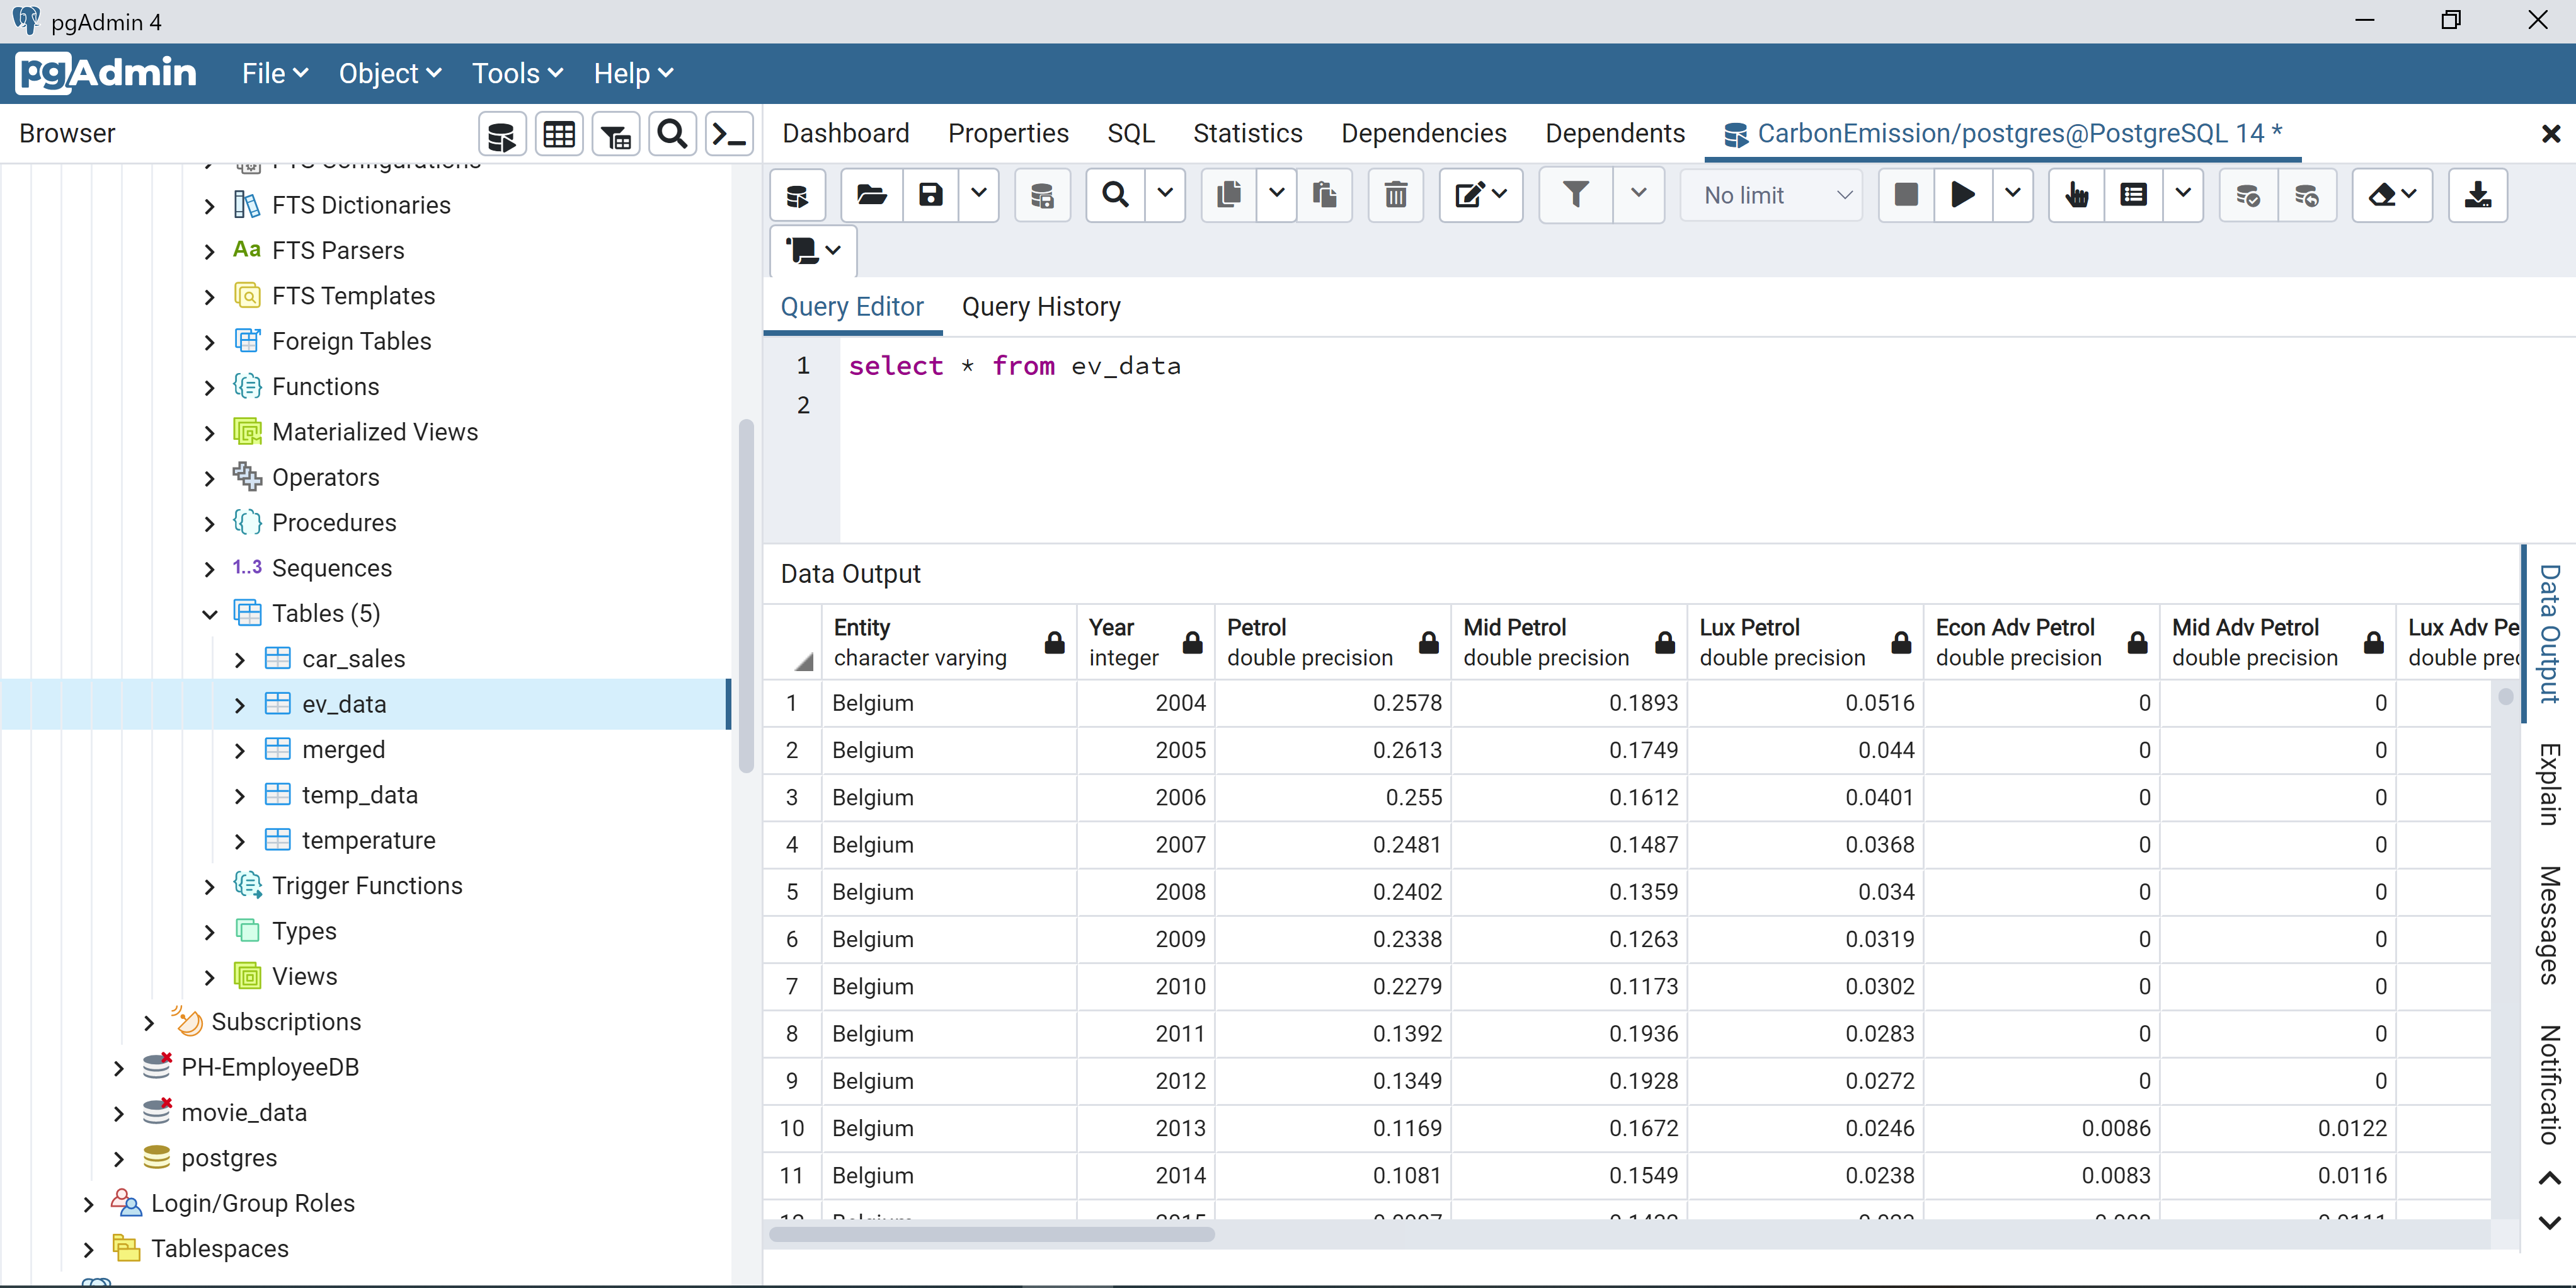 pgAdmin 4
pgAdmin File Object Tools Help
Browser
Dashboard Properties SQL Statistics Dependencies Dependents CarbonEmission/postgres@PostgreSQL 14 *
No limit
FTS Configurations
FTS Dictionaries
Aa FTS Parsers
FTS Templates
Foreign Tables
Functions
Materialized Views
Operators
Procedures
1..3 Sequences
Tables (5)
car_sales
ev_data
merged
temp_data
temperature
Trigger Functions
Types
Views
Subscriptions
PH-EmployeeDB
movie_data
postgres
Login/Group Roles
Tablespaces
Query Editor Query History
1 select * from ev_data
2
Data Output
Entity Year Petrol Mid Petrol Lux Petrol Econ Adv Petrol Mid Adv Petrol Lux Adv Pe
character varying integer double precision double precision double precision double precision double precision double prec
1 Belgium 2004 0.2578 0.1893 0.0516 0 0
2 Belgium 2005 0.2613 0.1749 0.044 0 0
3 Belgium 2006 0.255 0.1612 0.0401 0 0
4 Belgium 2007 0.2481 0.1487 0.0368 0 0
5 Belgium 2008 0.2402 0.1359 0.034 0 0
6 Belgium 2009 0.2338 0.1263 0.0319 0 0
7 Belgium 2010 0.2279 0.1173 0.0302 0 0
8 Belgium 2011 0.1392 0.1936 0.0283 0 0
9 Belgium 2012 0.1349 0.1928 0.0272 0 0
10 Belgium 2013 0.1169 0.1672 0.0246 0.0086 0.0122
11 Belgium 2014 0.1081 0.1549 0.0238 0.0083 0.0116
Data Output
Explain
Messages
Notificatio